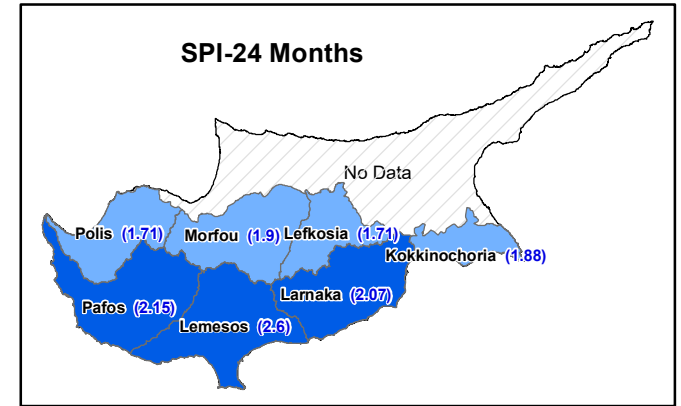 SPI-24 Months
No Data
Polis (1.71)
Morfou (1.9)
Lefkosia (1.71)
Kokkinochoria (1.88)
Pafos (2.15)
Lemesos (2.6)
Larnaka (2.07)